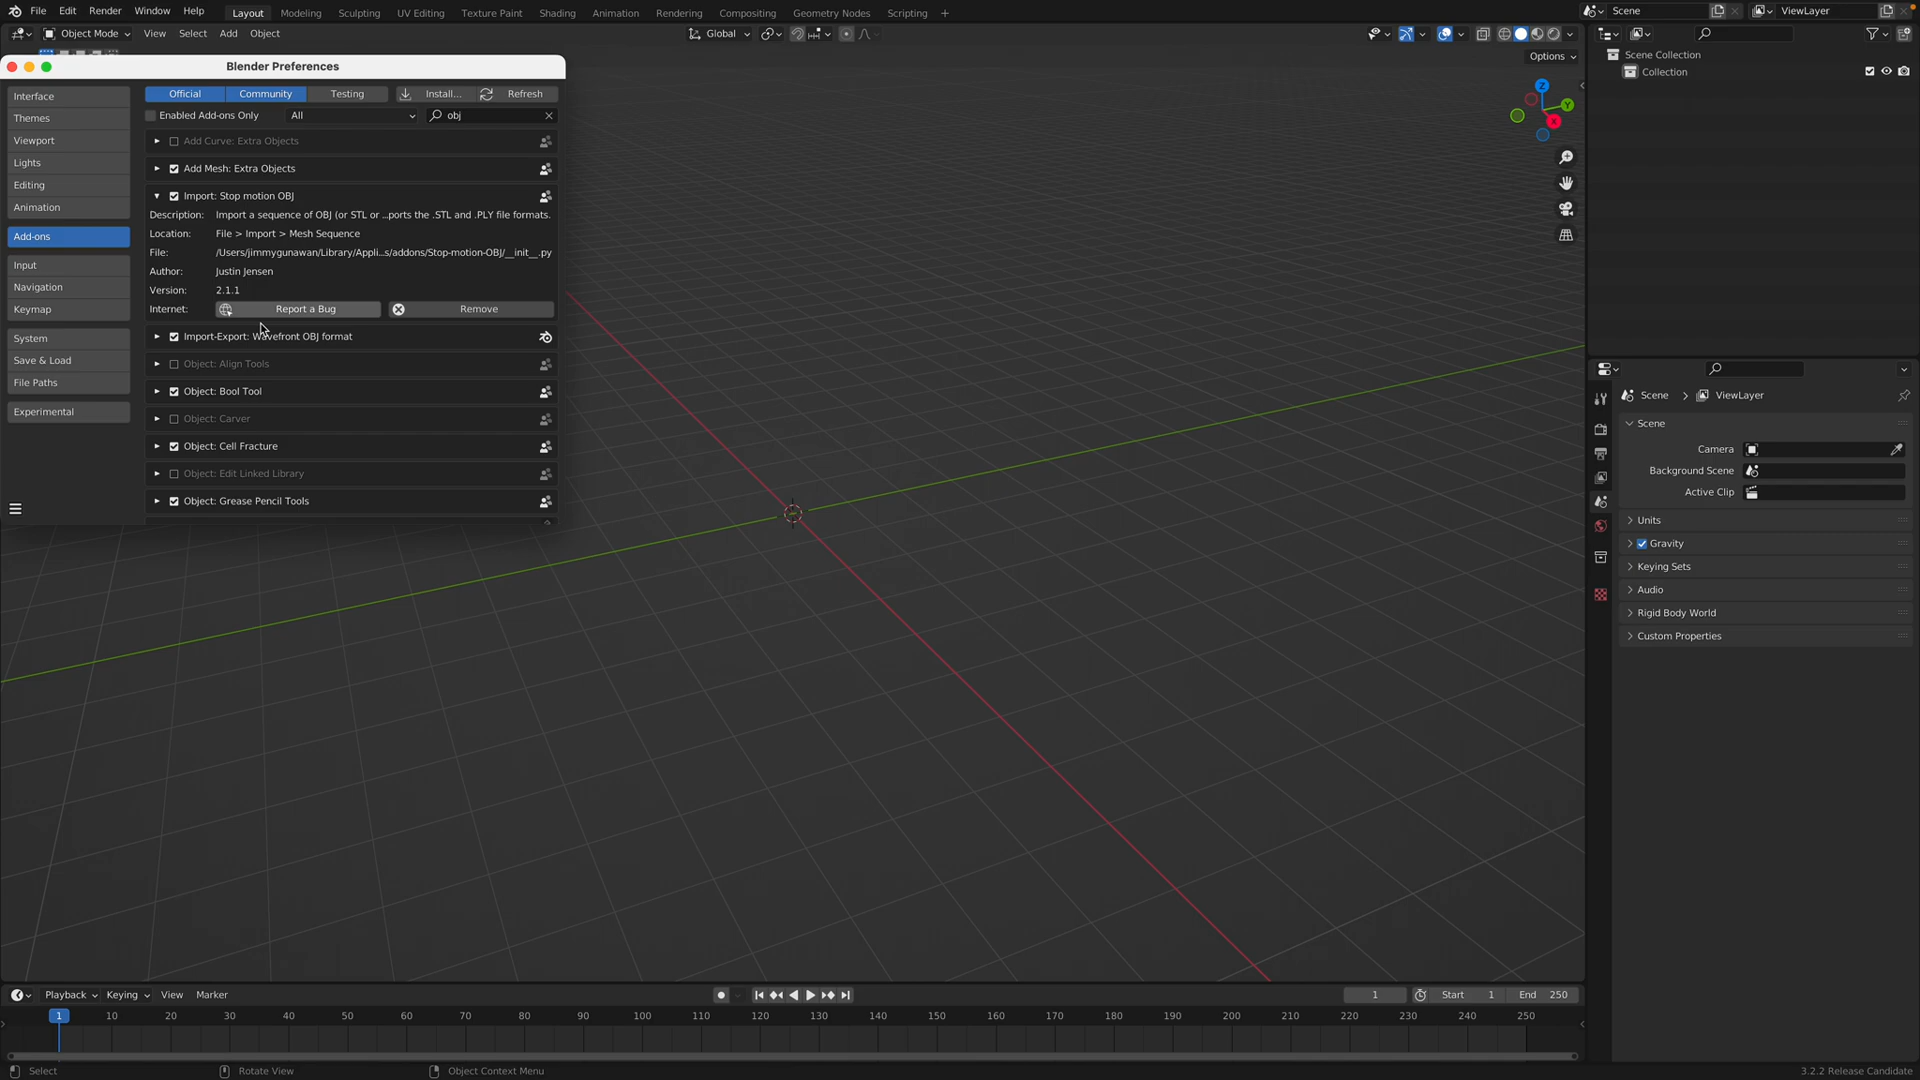 File Edit Render Window Help Layout Modeling Sculpting UV Editing Texture Paint Shading Animation Rendering Compositing Geometry Nodes Scripting + Scene ViewLayer
Object Mode View Select Add Object Global
Options
Scene Collection
Collection
Blender Preferences
Interface
Themes
Viewport
Lights
Editing
Animation
Add-ons
Input
Navigation
Keymap
System
Save & Load
File Paths
Experimental
Official Community Testing Install... Refresh
Enabled Add-ons Only All obj
Add Curve: Extra Objects
Add Mesh: Extra Objects
Import: Stop motion OBJ
Description: Import a sequence of OBJ (or STL or ...ports the .STL and .PLY file formats.
Location: File > Import > Mesh Sequence
File: /Users/jimmygunawan/Library/Appli...s/addons/Stop-motion-OBJ/__init__.py
Author: Justin Jensen
Version: 2.1.1
Internet: Report a Bug Remove
Import-Export: Wavefront OBJ format
Object: Align Tools
Object: Bool Tool
Object: Carver
Object: Cell Fracture
Object: Edit Linked Library
Object: Grease Pencil Tools
Z
Y
X
Scene > ViewLayer
Scene
Camera
Background Scene
Active Clip
Units
Gravity
Keying Sets
Audio
Rigid Body World
Custom Properties
Playback Keying View Marker 1 Start 1 End 250
1 10 20 30 40 50 60 70 80 90 100 110 120 130 140 150 160 170 180 190 200 210 220 230 240 250
Select Rotate View Object Context Menu 3.2.2 Release Candidate